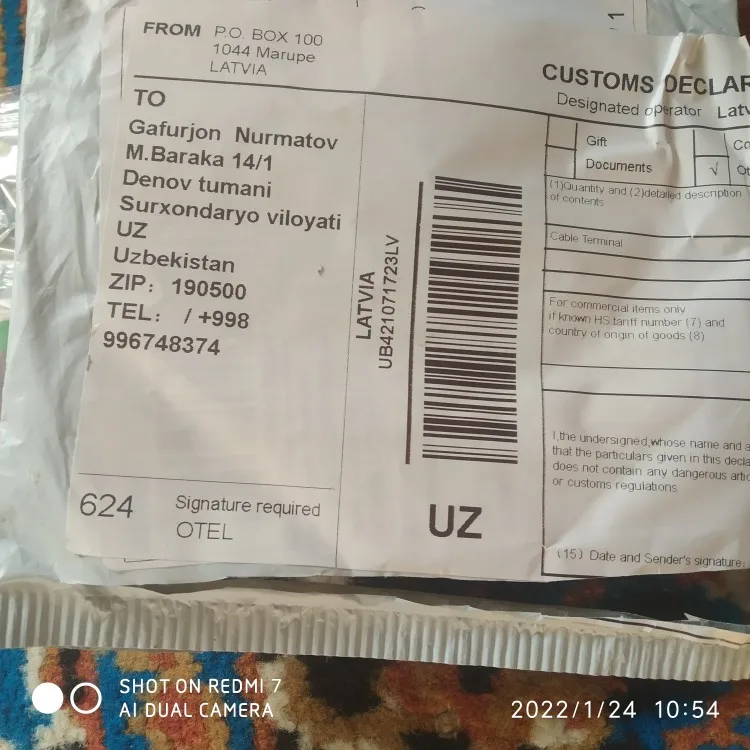 FROM P.O. BOX 100
1044 Marupe
LATVIA
TO
Gafurjon Nurmatov
M.Baraka 14/1
Denov tumani
Surxondaryo viloyati
UZ
Uzbekistan
ZIP: 190500
TEL: / +998
996748374
624 Signature required
OTEL
LATVIA
UB421071723LV
UZ
CUSTOMS DECLAR
Designated operator Latv
Gift
Documents
√
(1)Quantity and (2)detailed description
of contents
Cable Terminal
For commercial items only
if known HS tariff number (7) and
country of origin of goods (8)
I,the undersigned,whose name and a
that the particulars given in this decla
does not contain any dangerous artic
or customs regulations
(15) Date and Sender's signature:
SHOT ON REDMI 7
AI DUAL CAMERA
2022/1/24 10:54